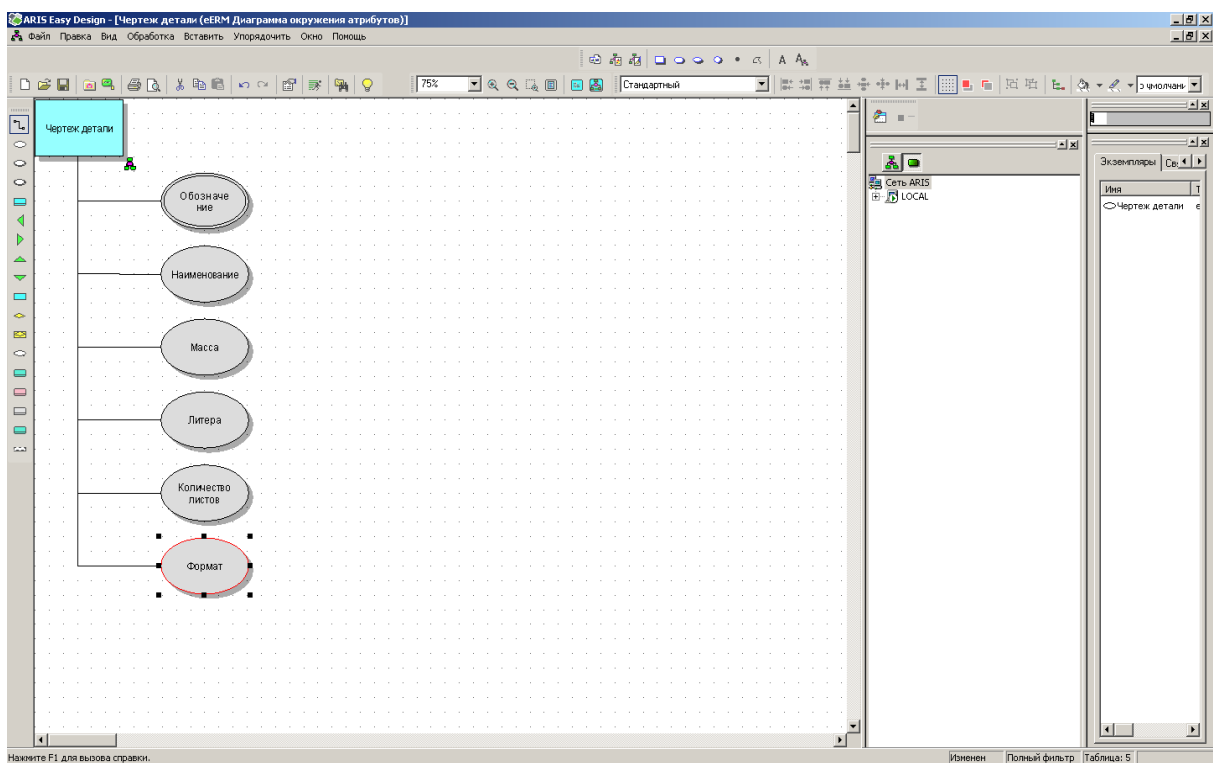 ARIS Easy Design - [Чертеж детали (eERM Диаграмма окружения атрибутов)]
Файл Правка Вид Обработка Вставить Упорядочить Окно Помощь
75%
Стандартный
Чертеж детали
Обозначе
ние
Наименование
Масса
Литера
Количество
листов
Формат
Сеть ARIS
LOCAL
Экземпляры
Имя
Чертеж детали
Нажмите F1 для вызова справки.
Изменен Полный фильтр Таблица: 5